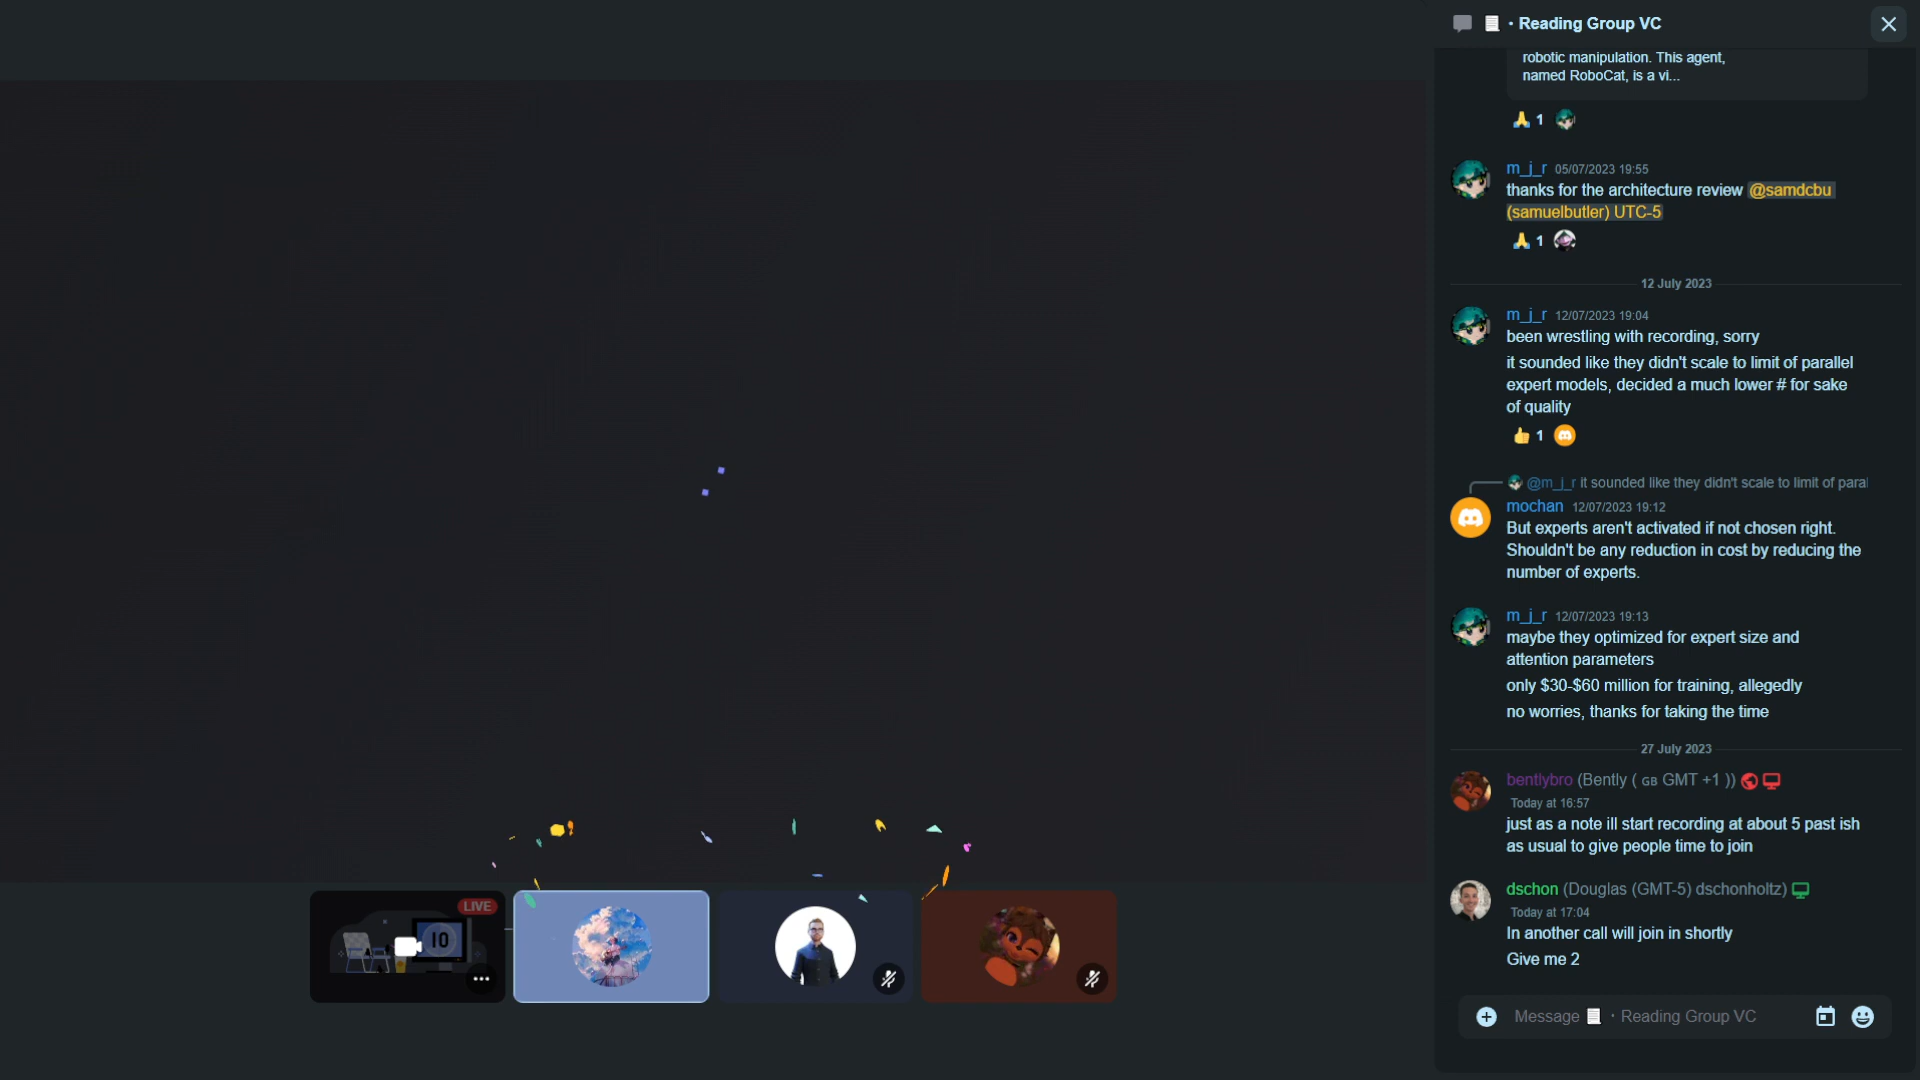 • Reading Group VC
robotic manipulation. This agent,
named RoboCat, is a vi...
1
m_j_r 05/07/2023 19:55
thanks for the architecture review @samdcbu
(samuelbutler) UTC-5
1
12 July 2023
m_j_r 12/07/2023 19:04
been wrestling with recording, sorry
it sounded like they didn't scale to limit of parallel
expert models, decided a much lower # for sake
of quality
1
@m_j_r it sounded like they didn't scale to limit of paral
mochan 12/07/2023 19:12
But experts aren't activated if not chosen right.
Shouldn't be any reduction in cost by reducing the
number of experts.
m_j_r 12/07/2023 19:13
maybe they optimized for expert size and
attention parameters
only $30-$60 million for training, allegedly
no worries, thanks for taking the time
27 July 2023
bentlybro (Bently ( GB GMT +1 ))
Today at 16:57
just as a note ill start recording at about 5 past ish
as usual to give people time to join
dschon (Douglas (GMT-5) dschonholtz)
Today at 17:04
In another call will join in shortly
Give me 2
Message • Reading Group VC
LIVE
10